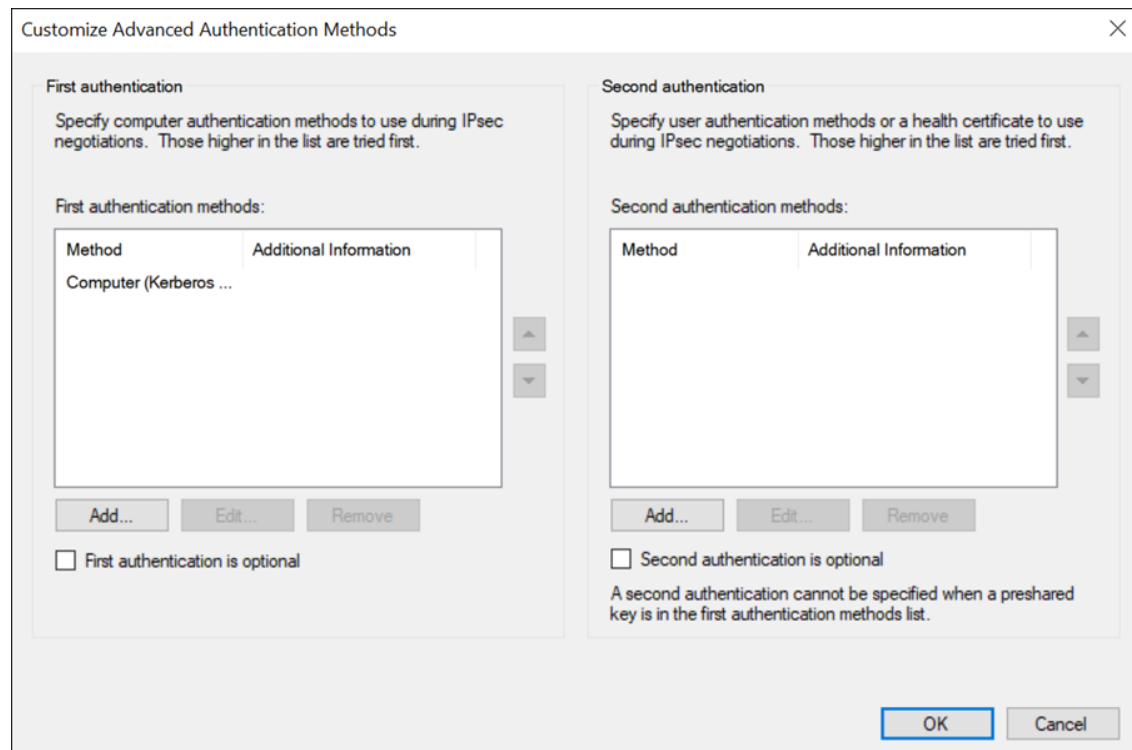 Customize Advanced Authentication Methods
First authentication
Specify computer authentication methods to use during IPsec
negotiations. Those higher in the list are tried first.
First authentication methods:
Method Additional Information
Computer (Kerberos ...
Add... Edit... Remove
First authentication is optional
Second authentication
Specify user authentication methods or a health certificate to use
during IPsec negotiations. Those higher in the list are tried first.
Second authentication methods:
Method Additional Information
Add... Edit... Remove
Second authentication is optional
A second authentication cannot be specified when a preshared
key is in the first authentication methods list.
OK Cancel